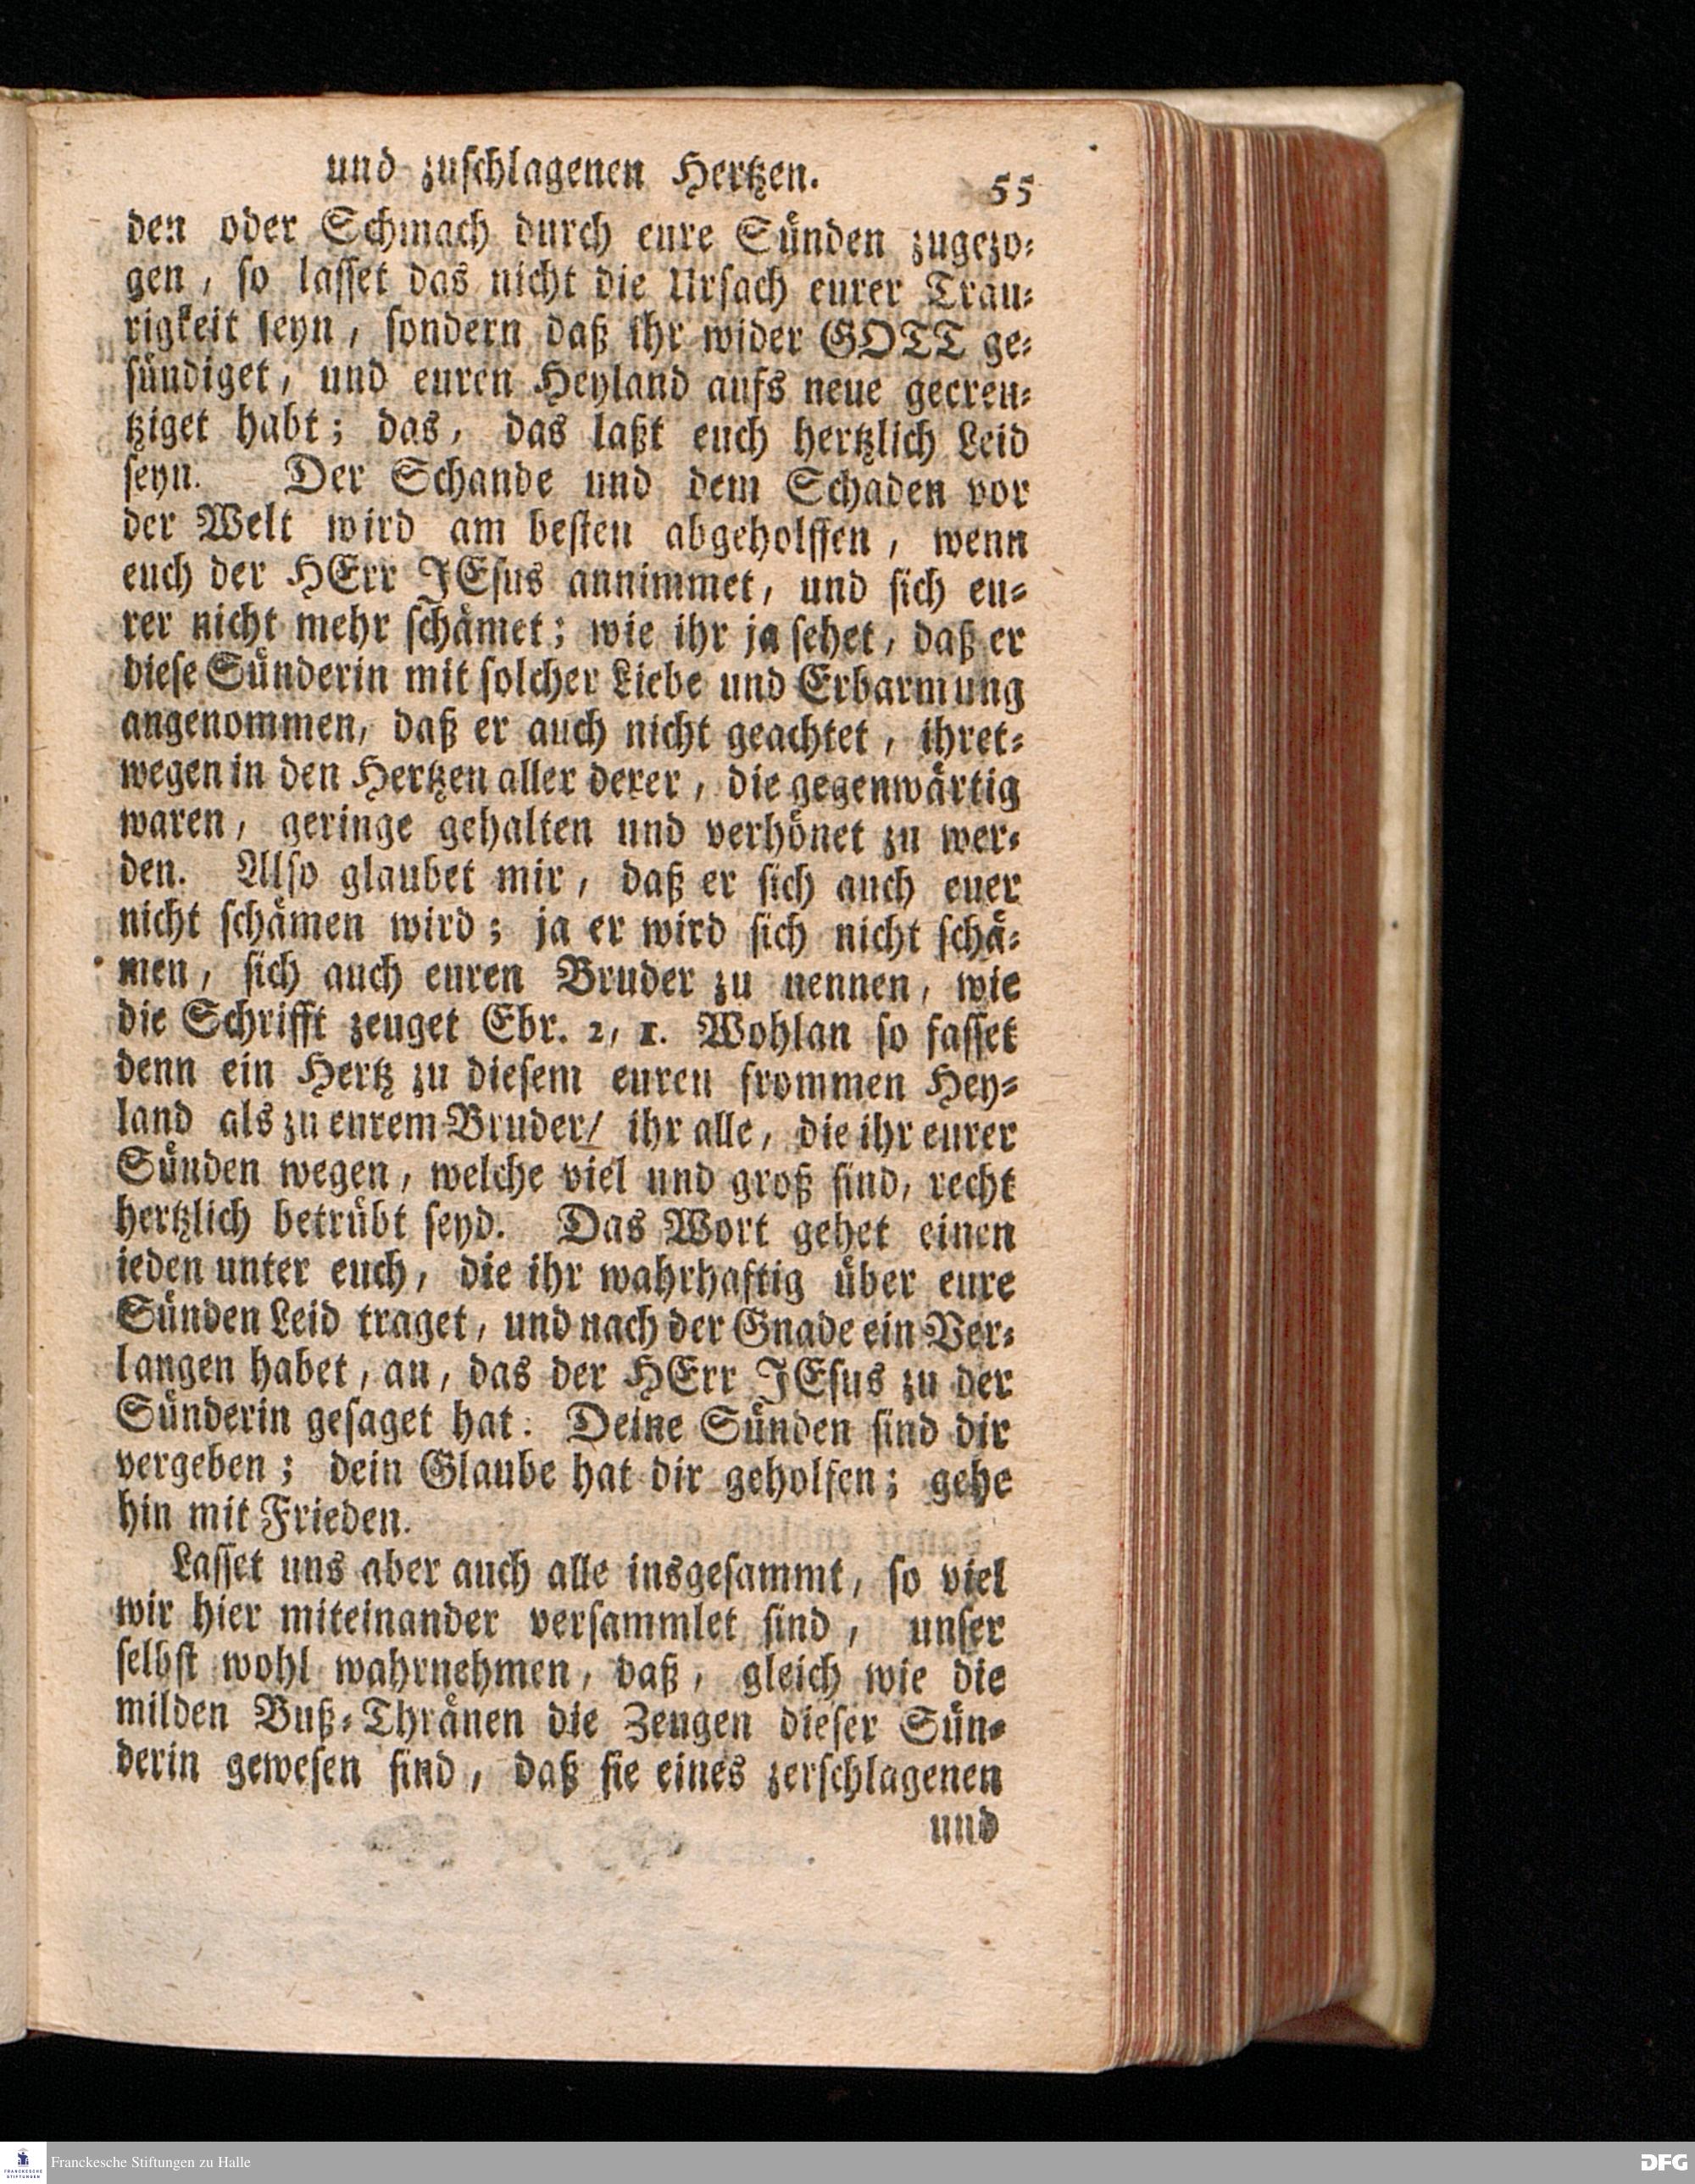 und zuschlagenen Hertzen. 55
den oder Schmach durch eure Sünden zugezo-
gen, so lasset das nicht die Ursach eurer Trau-
rigkeit seyn, sondern daß ihr wider GOTT ge-
sündiget, und euren Heyland aufs neue gecreu-
tziget habt; das, das laßt euch hertzlich Leid
seyn. Der Schande und dem Schaden vor
der Welt wird am besten abgeholffen, wenn
euch der HErr JEsus annimmet, und sich eu-
rer nicht mehr schämet; wie ihr ja sehet, daß er
diese Sünderin mit solcher Liebe und Erbarmung
angenommen, daß er auch nicht geachtet, ihret-
wegen in den Hertzen aller derer, die gegenwärtig
waren, geringe gehalten und verhönet zu wer-
den. Also glaubet mir, daß er sich auch euer
nicht schämen wird; ja er wird sich nicht schä-
men, sich auch euren Bruder zu nennen, wie
die Schrifft zeuget Ebr. 2, 1. Wohlan so fasset
denn ein Hertz zu diesem euren frommen Hey-
land als zu eurem Bruder/ ihr alle, die ihr eurer
Sünden wegen, welche viel und groß sind, recht
hertzlich betrübt seyd. Das Wort gehet einen
ieden unter euch, die ihr wahrhaftig über eure
Sünden Leid traget, und nach der Gnade ein Ver-
langen habet, an, das der HErr JEsus zu der
Sünderin gesaget hat: Deine Sünden sind dir
vergeben; dein Glaube hat dir geholfen; gehe
hin mit Frieden.
Lasset uns aber auch alle insgesammt, so viel
wir hier miteinander versammlet sind, unser
selbst wohl wahrnehmen, daß, gleich wie die
milden Buß-Thränen die Zeugen dieser Sün-
derin gewesen sind, daß sie eines zerschlagenen
und
FRANCKESCHE
STIFTUNGEN
Franckesche Stiftungen zu Halle
DFG